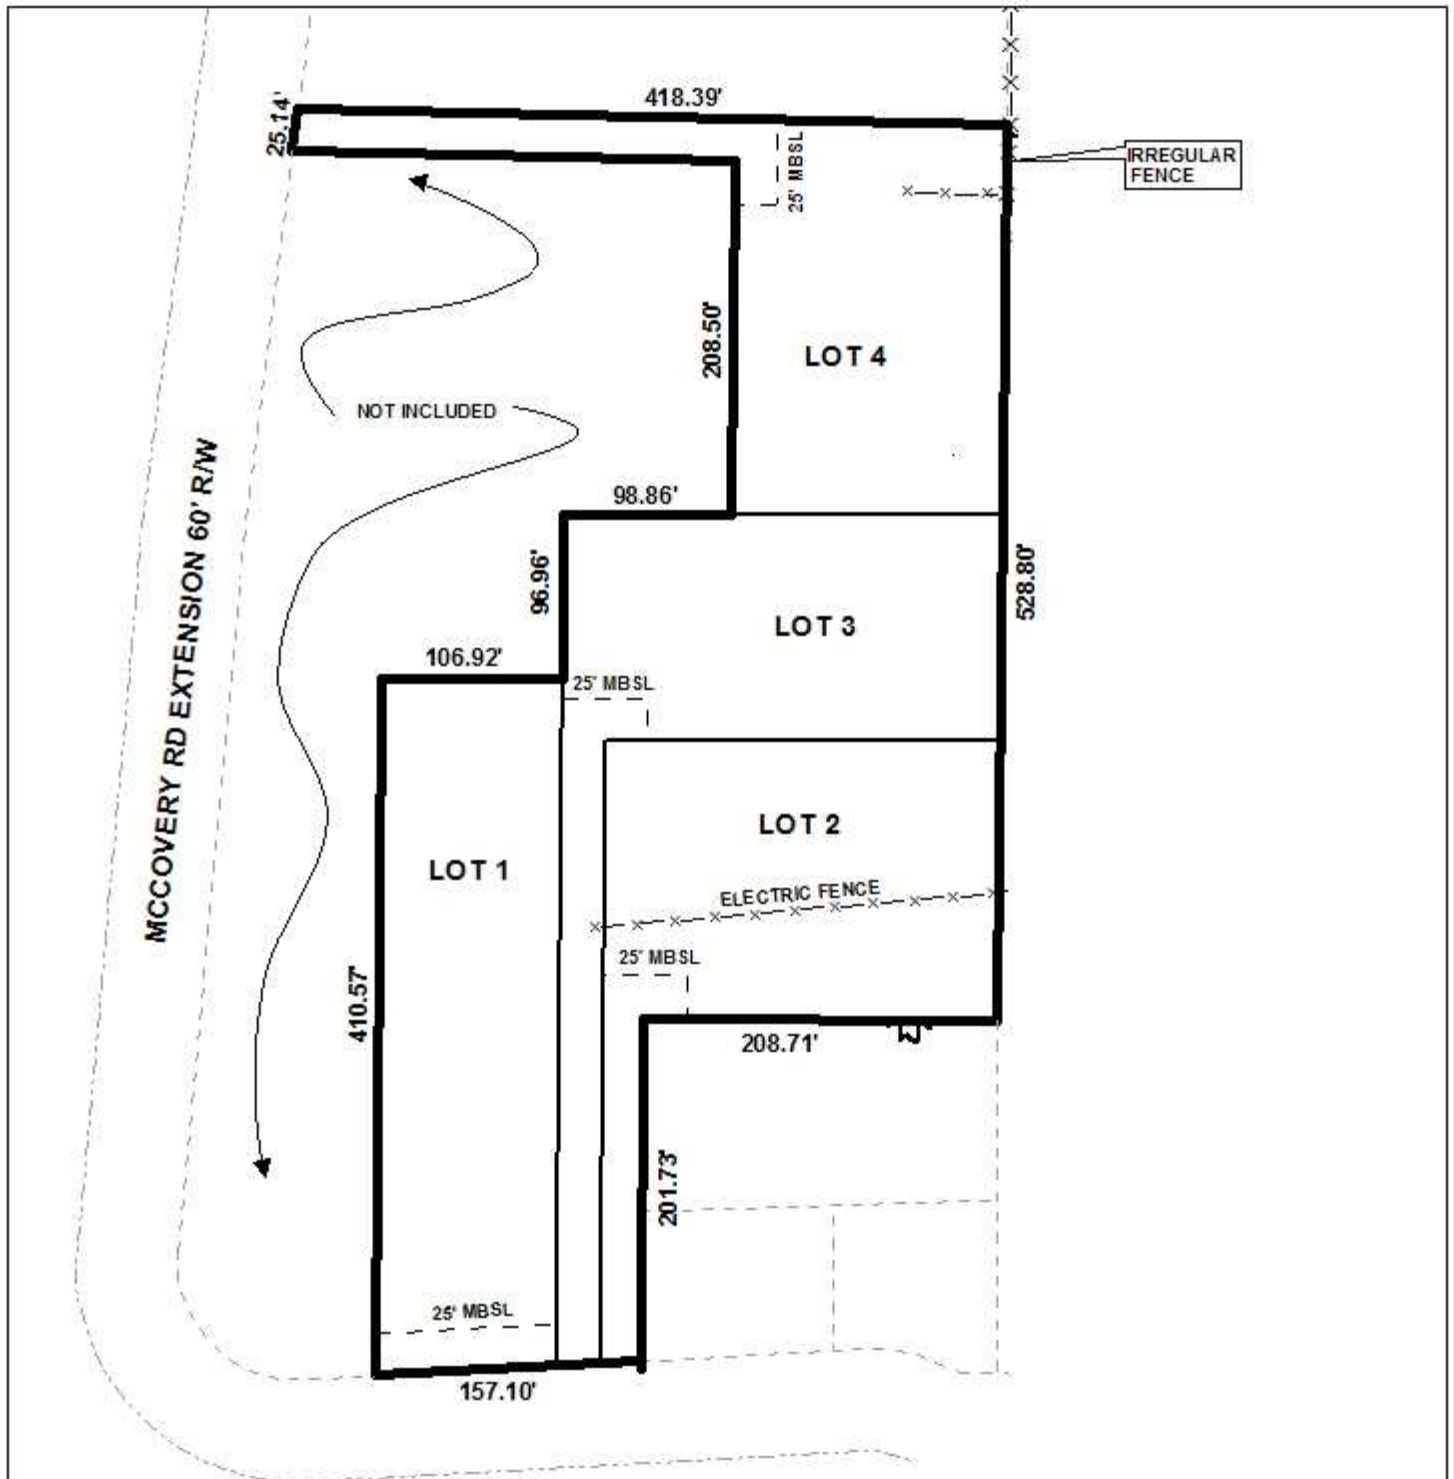 418.39'
25.14'
25' MBSL
IRREGULAR
FENCE
208.50'
LOT 4
NOT INCLUDED
MCCOVERY RD EXTENSION 60' R/W
98.86'
96.96'
528.80'
LOT 3
106.92'
25' MBSL
LOT 2
LOT 1
ELECTRIC FENCE
25' MBSL
410.57'
208.71'
201.73'
25' MBSL
157.10'